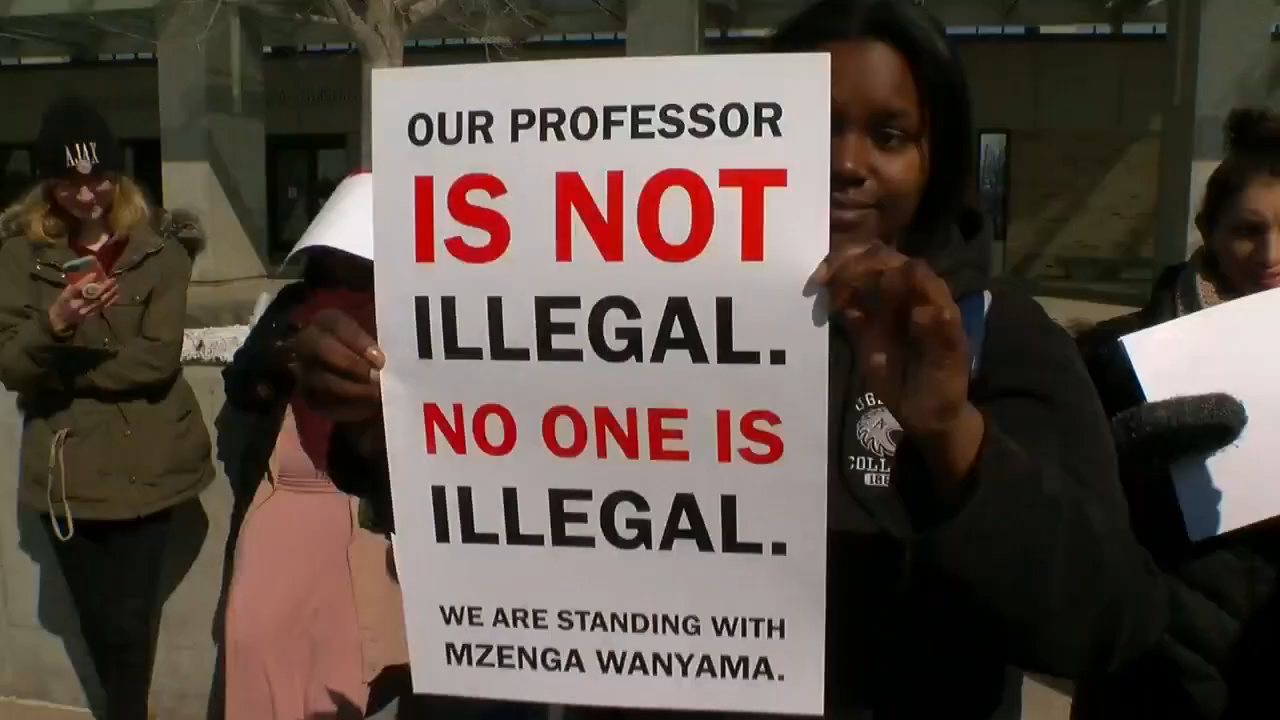 AJAX
OUR PROFESSOR
IS NOT
ILLEGAL.
NO ONE IS
ILLEGAL.
WE ARE STANDING WITH
MZENGA WANYAMA.